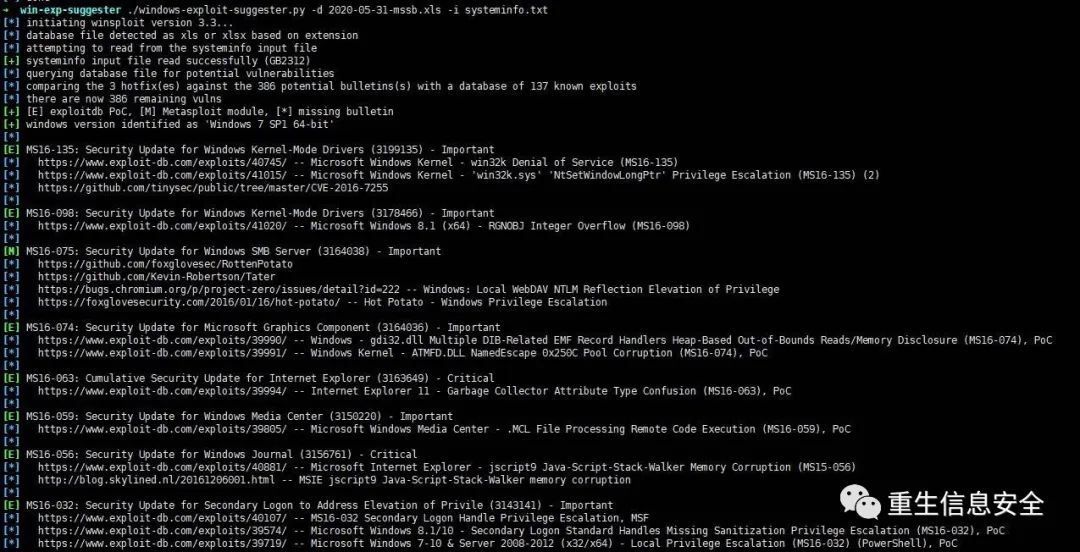 ➜ win-exp-suggester ./windows-exploit-suggester.py -d 2020-05-31-mssb.xls -i systeminfo.txt
[*] initiating winsploit version 3.3...
[*] database file detected as xls or xlsx based on extension
[*] attempting to read from the systeminfo input file
[+] systeminfo input file read successfully (GB2312)
[*] querying database file for potential vulnerabilities
[*] comparing the 3 hotfix(es) against the 386 potential bulletins(s) with a database of 137 known exploits
[*] there are now 386 remaining vulns
[+] [E] exploitdb PoC, [M] Metasploit module, [*] missing bulletin
[+] windows version identified as 'Windows 7 SP1 64-bit'
[*]
[E] MS16-135: Security Update for Windows Kernel-Mode Drivers (3199135) - Important
[*] https://www.exploit-db.com/exploits/40745/ -- Microsoft Windows Kernel - win32k Denial of Service (MS16-135)
[*] https://www.exploit-db.com/exploits/41015/ -- Microsoft Windows Kernel - 'win32k.sys' 'NtSetWindowLongPtr' Privilege Escalation (MS16-135) (2)
[*] https://github.com/tinysec/public/tree/master/CVE-2016-7255
[*]
[E] MS16-098: Security Update for Windows Kernel-Mode Drivers (3178466) - Important
[*] https://www.exploit-db.com/exploits/41020/ -- Microsoft Windows 8.1 (x64) - RGNOBJ Integer Overflow (MS16-098)
[*]
[M] MS16-075: Security Update for Windows SMB Server (3164038) - Important
[*] https://github.com/foxglovesec/RottenPotato
[*] https://github.com/Kevin-Robertson/Tater
[*] https://bugs.chromium.org/p/project-zero/issues/detail?id=222 -- Windows: Local WebDAV NTLM Reflection Elevation of Privilege
[*] https://foxglovesecurity.com/2016/01/16/hot-potato/ -- Hot Potato - Windows Privilege Escalation
[*]
[E] MS16-074: Security Update for Microsoft Graphics Component (3164036) - Important
[*] https://www.exploit-db.com/exploits/39990/ -- Windows - gdi32.dll Multiple DIB-Related EMF Record Handlers Heap-Based Out-of-Bounds Reads/Memory Disclosure (MS16-074), PoC
[*] https://www.exploit-db.com/exploits/39991/ -- Windows Kernel - ATMFD.DLL NamedEscape 0x250C Pool Corruption (MS16-074), PoC
[*]
[E] MS16-063: Cumulative Security Update for Internet Explorer (3163649) - Critical
[*] https://www.exploit-db.com/exploits/39994/ -- Internet Explorer 11 - Garbage Collector Attribute Type Confusion (MS16-063), PoC
[*]
[E] MS16-059: Security Update for Windows Media Center (3150220) - Important
[*] https://www.exploit-db.com/exploits/39805/ -- Microsoft Windows Media Center - .MCL File Processing Remote Code Execution (MS16-059), PoC
[*]
[E] MS16-056: Security Update for Windows Journal (3156761) - Critical
[*] https://www.exploit-db.com/exploits/40881/ -- Microsoft Internet Explorer - jscript9 Java-Script-Stack-Walker Memory Corruption (MS15-056)
[*] http://blog.skylined.nl/20161206001.html -- MSIE jscript9 Java-Script-Stack-Walker memory corruption
[*]
[E] MS16-032: Security Update for Secondary Logon to Address Elevation of Privile (3143141) - Important
[*] https://www.exploit-db.com/exploits/40107/ -- MS16-032 Secondary Logon Handle Privilege Escalation, MSF
[*] https://www.exploit-db.com/exploits/39574/ -- Microsoft Windows 8.1/10 - Secondary Logon Standard Handles Missing Sanitization Privilege Escalation (MS16-032), PoC
[*] https://www.exploit-db.com/exploits/39719/ -- Microsoft Windows 7-10 & Server 2008-2012 (x32/x64) - Local Privilege Escalation (MS16-032) (PowerShell), PoC
重生信息安全